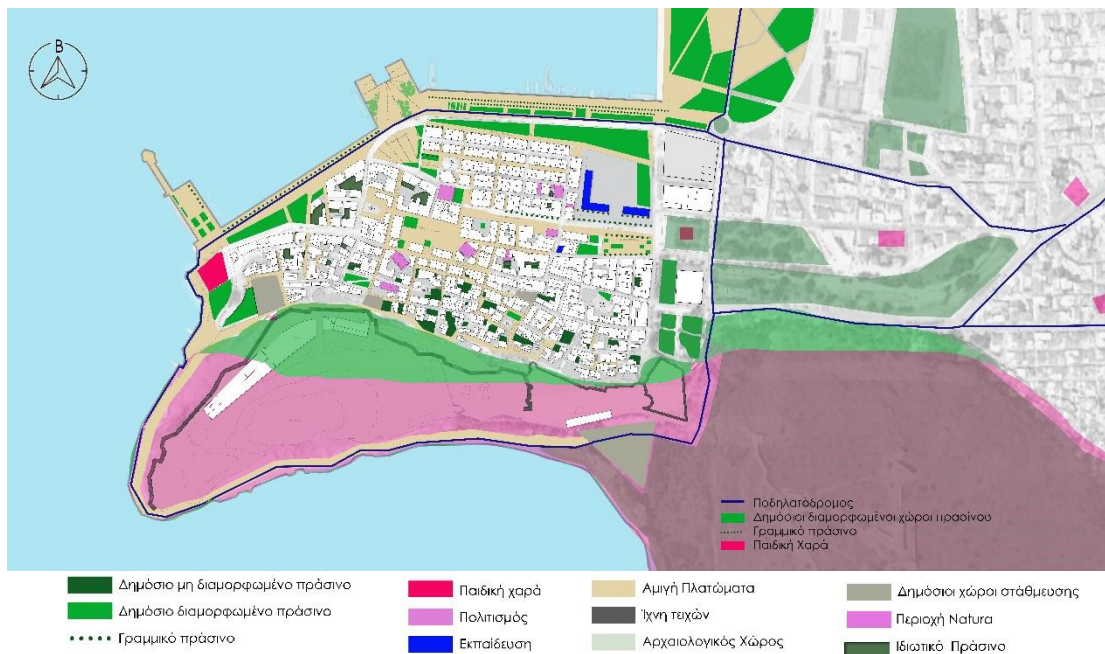 Β
Ποδηλατόδρομος
Δημόσιοι διαμορφωμένοι χώροι πρασίνου
Γραμμικό πράσινο
Παιδική Χαρά
Δημόσιο μη διαμορφωμένο πράσινο
Δημόσιο διαμορφωμένο πράσινο
Γραμμικό πράσινο
Παιδική χαρά
Πολιτισμός
Εκπαίδευση
Αμιγή Πλατώματα
Ίχνη τειχών
Αρχαιολογικός Χώρος
Δημόσιοι χώροι στάθμευσης
Περιοχή Natura
Ιδιωτικό Πράσινο